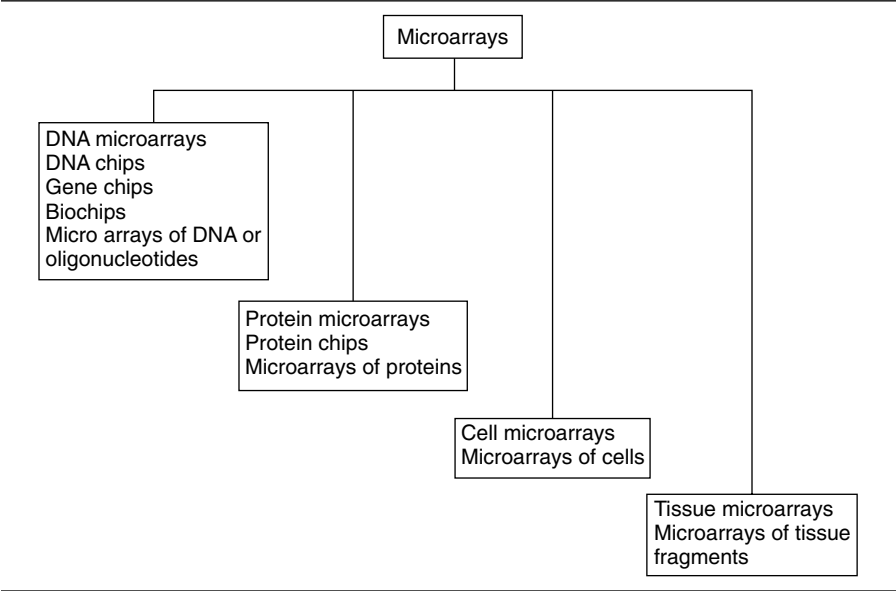 Microarrays
DNA microarrays
DNA chips
Gene chips
Biochips
Micro arrays of DNA or
oligonucleotides
Protein microarrays
Protein chips
Microarrays of proteins
Cell microarrays
Microarrays of cells
Tissue microarrays
Microarrays of tissue
fragments